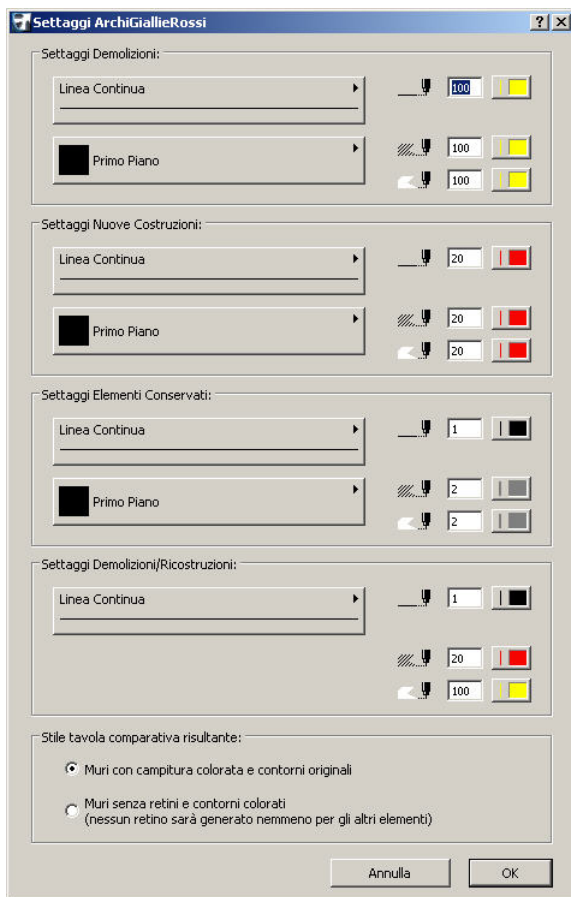 Settaggi ArchiGiallieRossi
Settaggi Demolizioni:
Linea Continua
100
Primo Piano
100
100
Settaggi Nuove Costruzioni:
Linea Continua
20
Primo Piano
20
20
Settaggi Elementi Conservati:
Linea Continua
1
Primo Piano
2
2
Settaggi Demolizioni/Ricostruzioni:
Linea Continua
1
20
100
Stile tavola comparativa risultante:
Muri con campitura colorata e contorni originali
Muri senza retini e contorni colorati
(nessun retino sarà generato nemmeno per gli altri elementi)
Annulla
OK